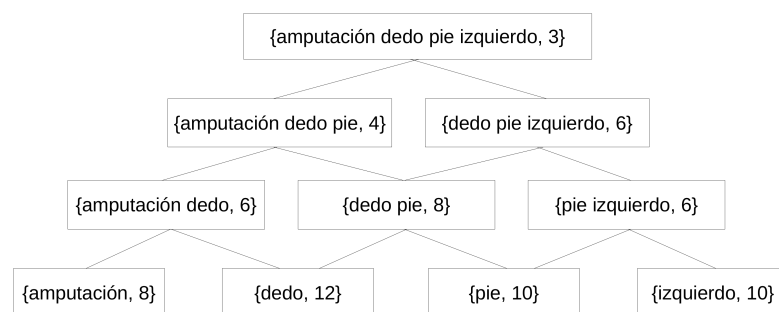 {amputación dedo pie izquierdo, 3}
{amputación dedo pie, 4}
{dedo pie izquierdo, 6}
{amputación dedo, 6}
{dedo pie, 8}
{pie izquierdo, 6}
{amputación, 8}
{dedo, 12}
{pie, 10}
{izquierdo, 10}